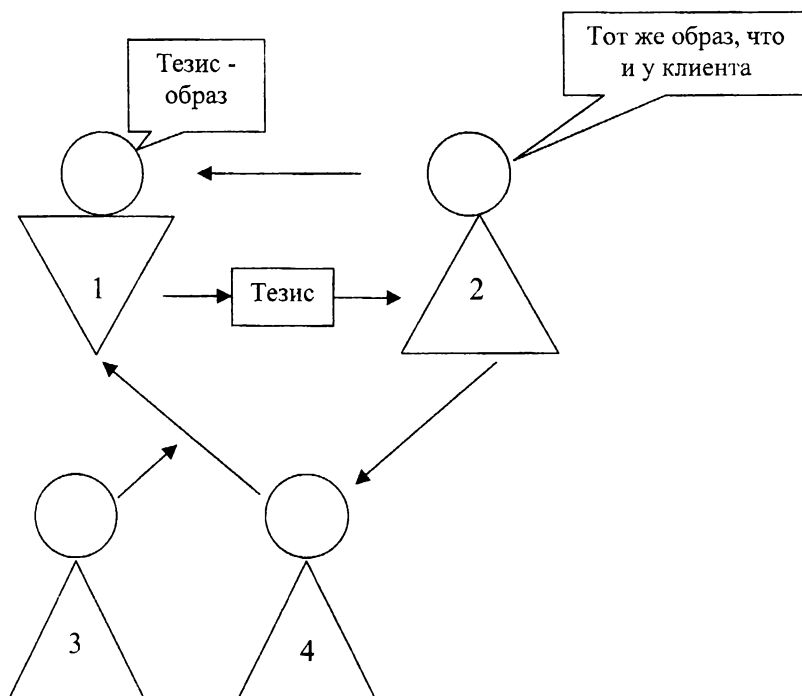 Тезис -
образ
Тот же образ, что
и у клиента
1
Тезис
2
3
4